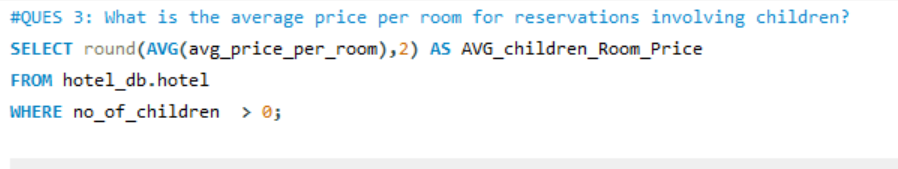 #QUES 3: What is the average price per room for reservations involving children?
SELECT round(AVG(avg_price_per_room),2) AS AVG_children_Room_Price
FROM hotel_db.hotel
WHERE no_of_children  > 0;